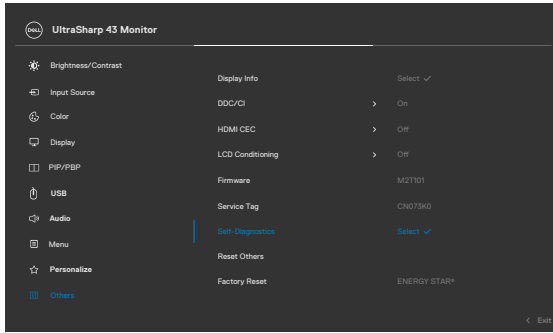 DELL UltraSharp 43 Monitor
Brightness/Contrast
Input Source
Color
Display
PIP/PBP
USB
Audio
Menu
Personalize
Others
Display Info Select ✓
DDC/CI > On
HDMI CEC > Off
LCD Conditioning > Off
Firmware M2T101
Service Tag CNG73K0
Self-Diagnostics Select ✓
Reset Others
Factory Reset ENERGY STAR®
< Exit